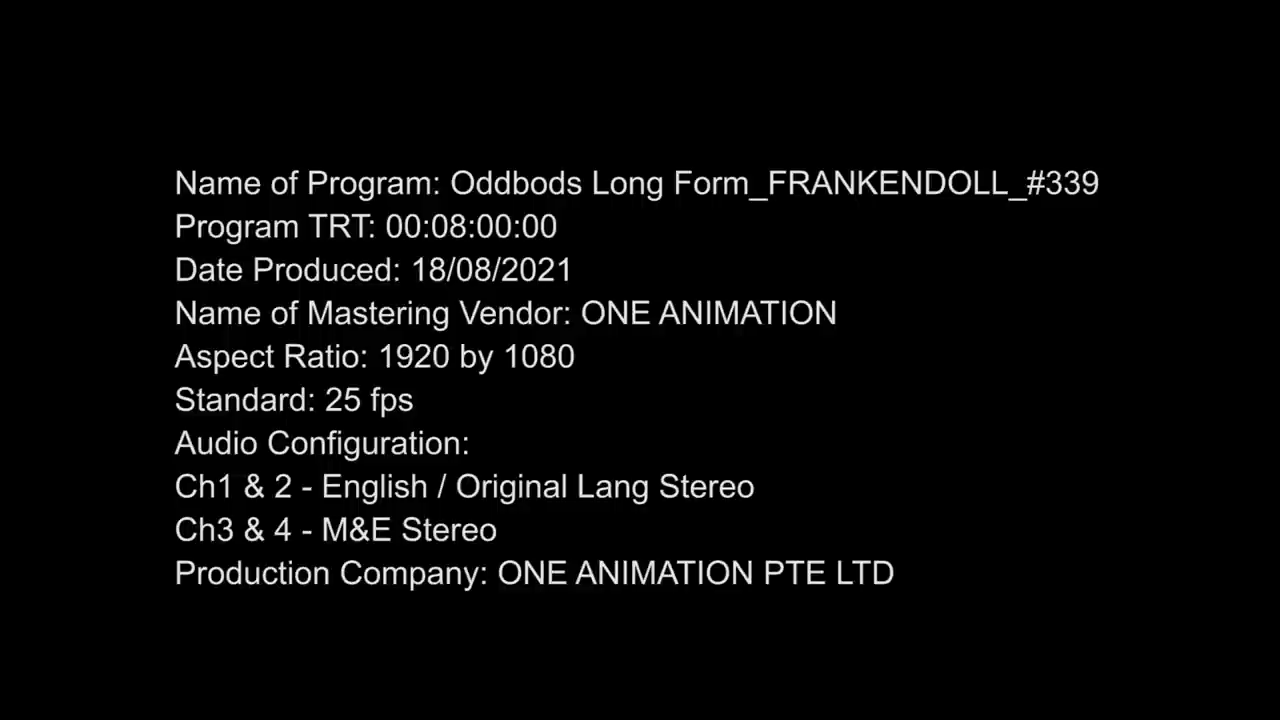 Name of Program: Oddbods Long Form_FRANKENDOLL_#339
Program TRT: 00:08:00:00
Date Produced: 18/08/2021
Name of Mastering Vendor: ONE ANIMATION
Aspect Ratio: 1920 by 1080
Standard: 25 fps
Audio Configuration:
Ch1 & 2 - English / Original Lang Stereo
Ch3 & 4 - M&E Stereo
Production Company: ONE ANIMATION PTE LTD